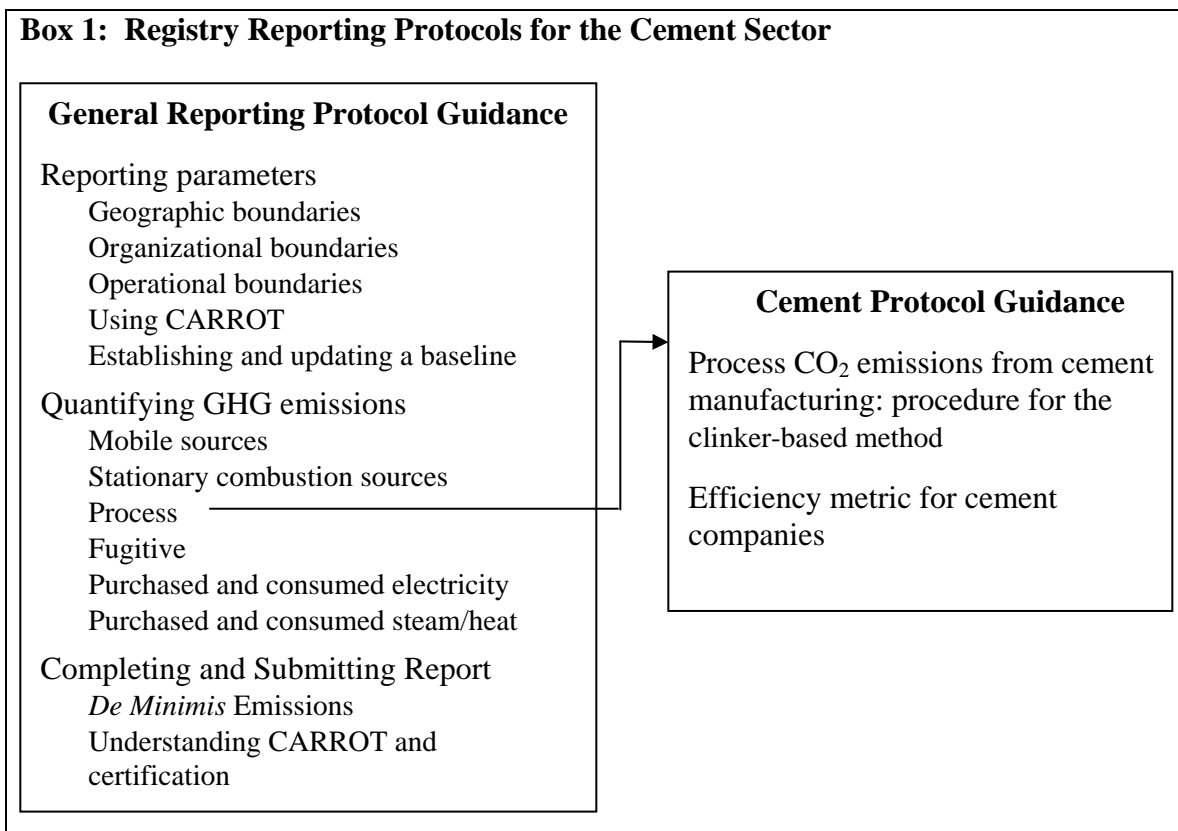 Box 1:  Registry Reporting Protocols for the Cement Sector
General Reporting Protocol Guidance
Reporting parameters
Geographic boundaries
Organizational boundaries
Operational boundaries
Using CARROT
Establishing and updating a baseline
Quantifying GHG emissions
Mobile sources
Stationary combustion sources
Process
Fugitive
Purchased and consumed electricity
Purchased and consumed steam/heat
Completing and Submitting Report
De Minimis Emissions
Understanding CARROT and
certification
Cement Protocol Guidance
Process CO₂ emissions from cement
manufacturing: procedure for the
clinker-based method
Efficiency metric for cement
companies